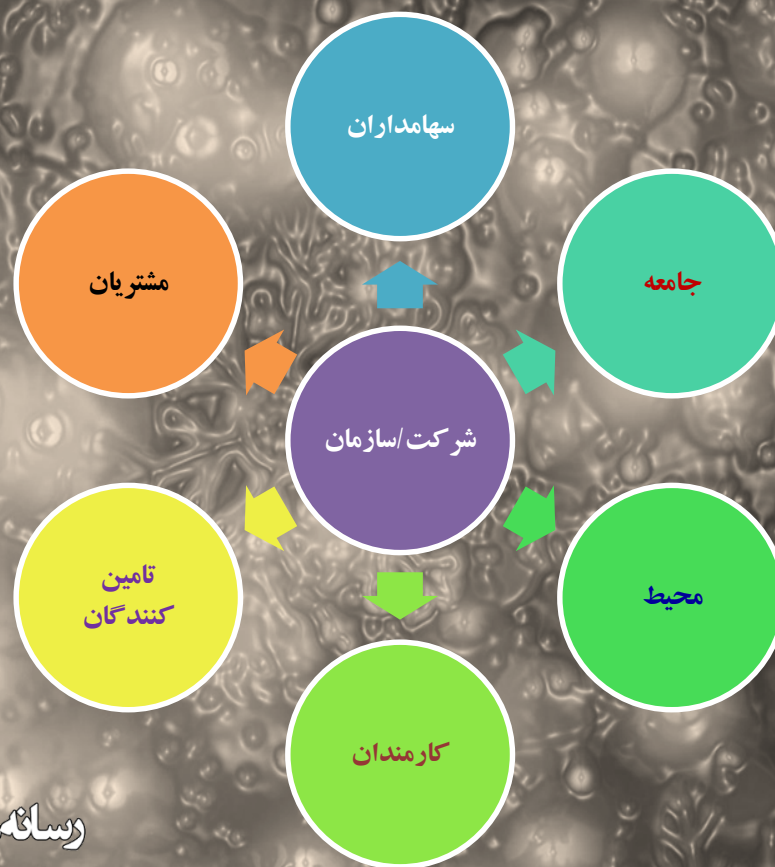 سهامداران
جامعه
مشتریان
شرکت/سازمان
محیط
تامین
کنندگان
کارمندان
رسانه